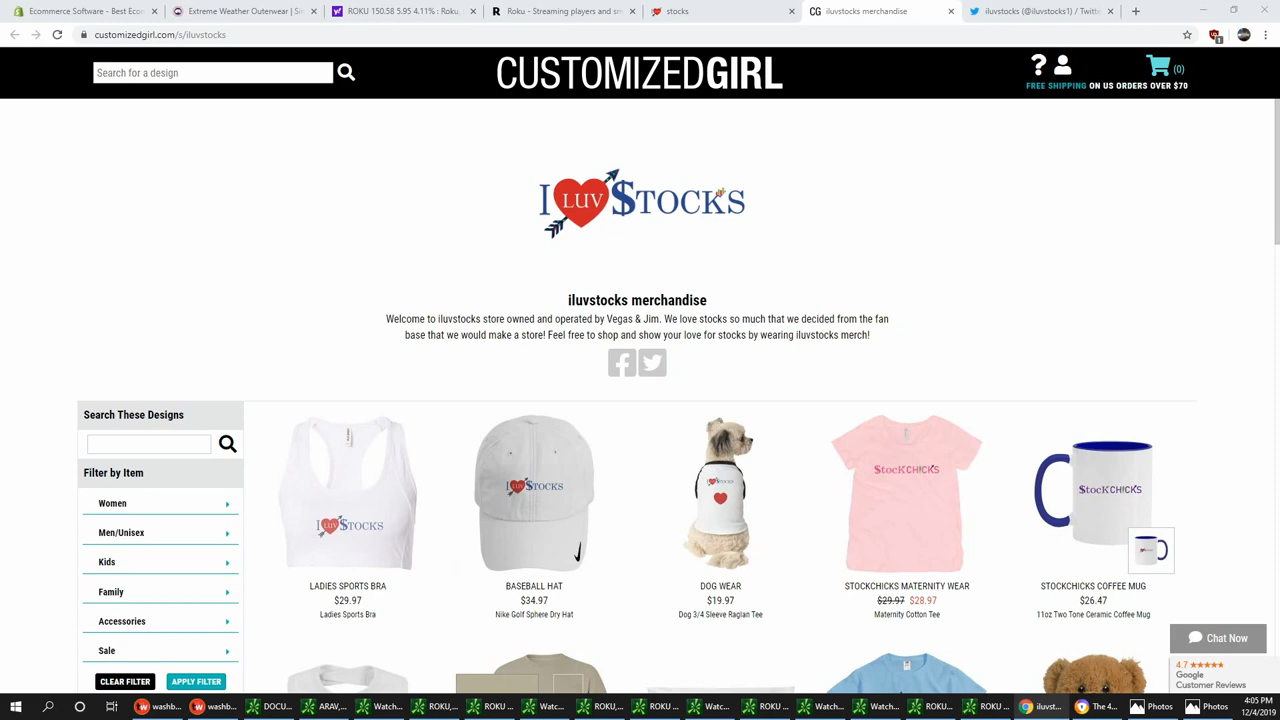 Ecommerce Software - Best Econ
Extreme Weather Outerwear | Si
ROKU 150.58 5.95 4.11% : Roku,
Roku - Streaming players and sm
stocks
iluvstocks merchandise
iluvstocks (@iluvstocks1) / Twitte
customizedgirl.com/s/iluvstocks
Search for a design
CUSTOMIZEDGIRL
(0)
FREE SHIPPING ON US ORDERS OVER $70
I LUV $TOCKS
iluvstocks merchandise
Welcome to iluvstocks store owned and operated by Vegas & Jim. We love stocks so much that we decided from the fan
base that we would make a store! Feel free to shop and show your love for stocks by wearing iluvstocks merch!
Search These Designs
Filter by Item
Women
Men/Unisex
Kids
Family
Accessories
Sale
CLEAR FILTER APPLY FILTER
I LUV $TOCKS
LADIES SPORTS BRA
$29.97
Ladies Sports Bra
I LUV $TOCKS
BASEBALL HAT
$34.97
Nike Golf Sphere Dry Hat
I LUV $TOCKS
DOG WEAR
$19.97
Dog 3/4 Sleeve Raglan Tee
$TOCKCHICKS
STOCKCHICKS MATERNITY WEAR
$29.97 $28.97
Maternity Cotton Tee
$TOCKCHICKS
STOCKCHICKS COFFEE MUG
$26.47
11oz Two Tone Ceramic Coffee Mug
Chat Now
4.7
Google
Customer Reviews
washb...
washb...
DOCU...
ARAV,...
Watc...
ROKU,...
ROKU ...
ROKU,...
ROKU ...
Watc...
Watc...
ROKU...
ROKU ...
iluvst...
The 4...
Photos
Photos
4:05 PM
12/4/2019